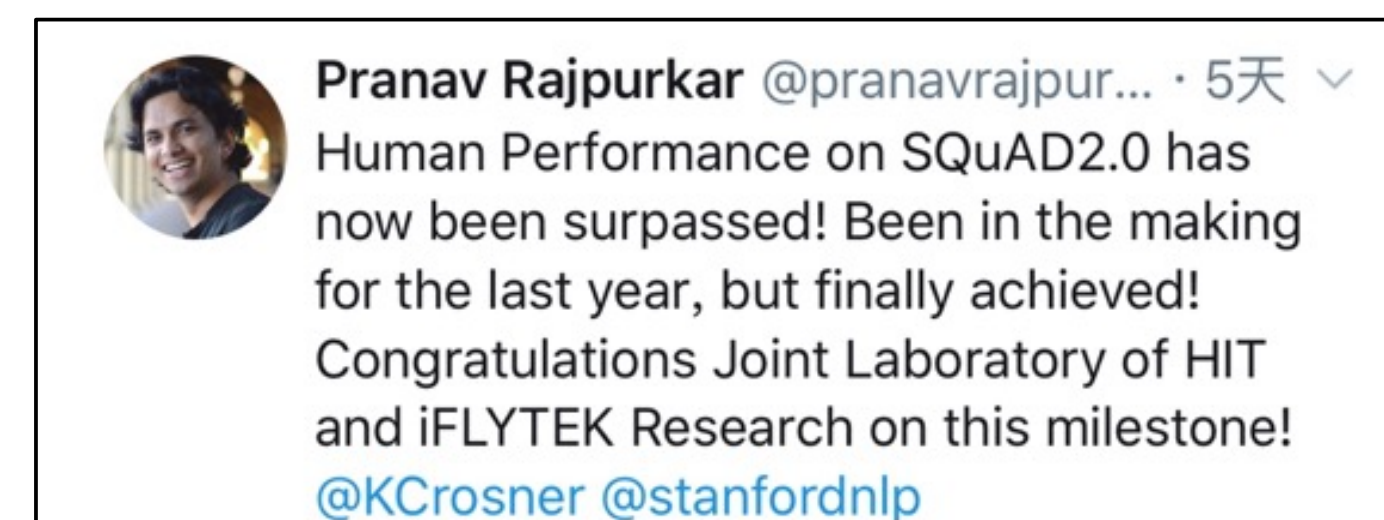 Pranav Rajpurkar @pranavrajpur... · 5天
Human Performance on SQuAD2.0 has
now been surpassed! Been in the making
for the last year, but finally achieved!
Congratulations Joint Laboratory of HIT
and iFLYTEK Research on this milestone!
@KCrosner @stanfordnlp